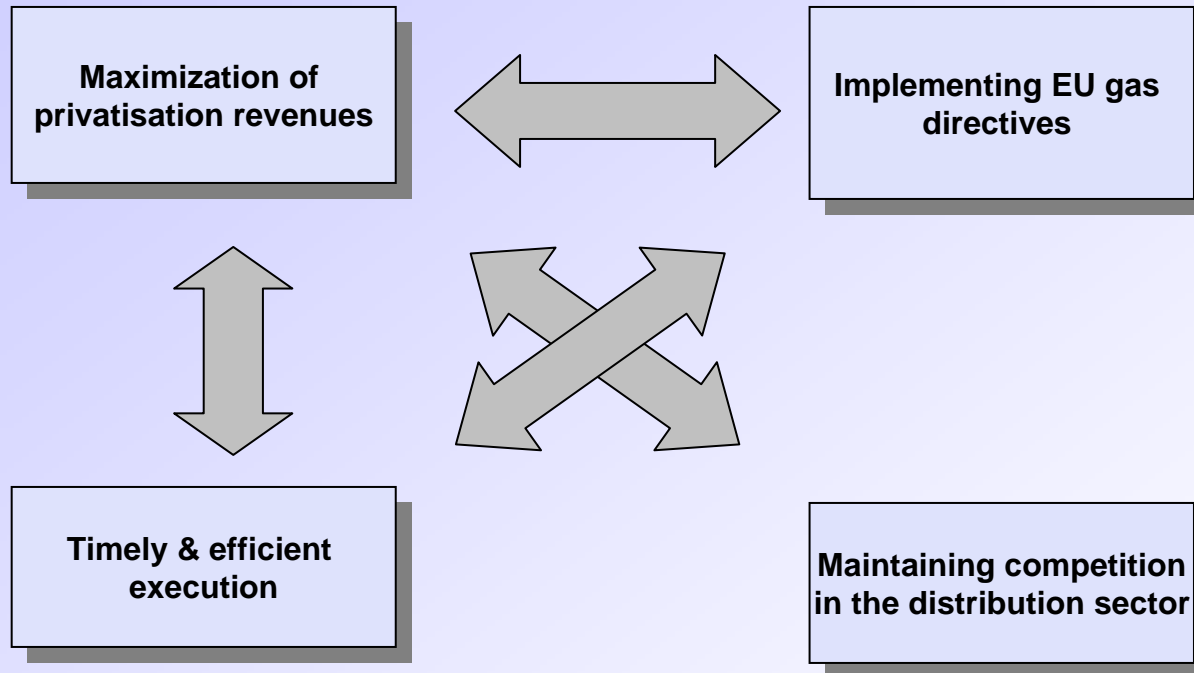 Maximization of
privatisation revenues
Implementing EU gas
directives
Timely & efficient
execution
Maintaining competition
in the distribution sector